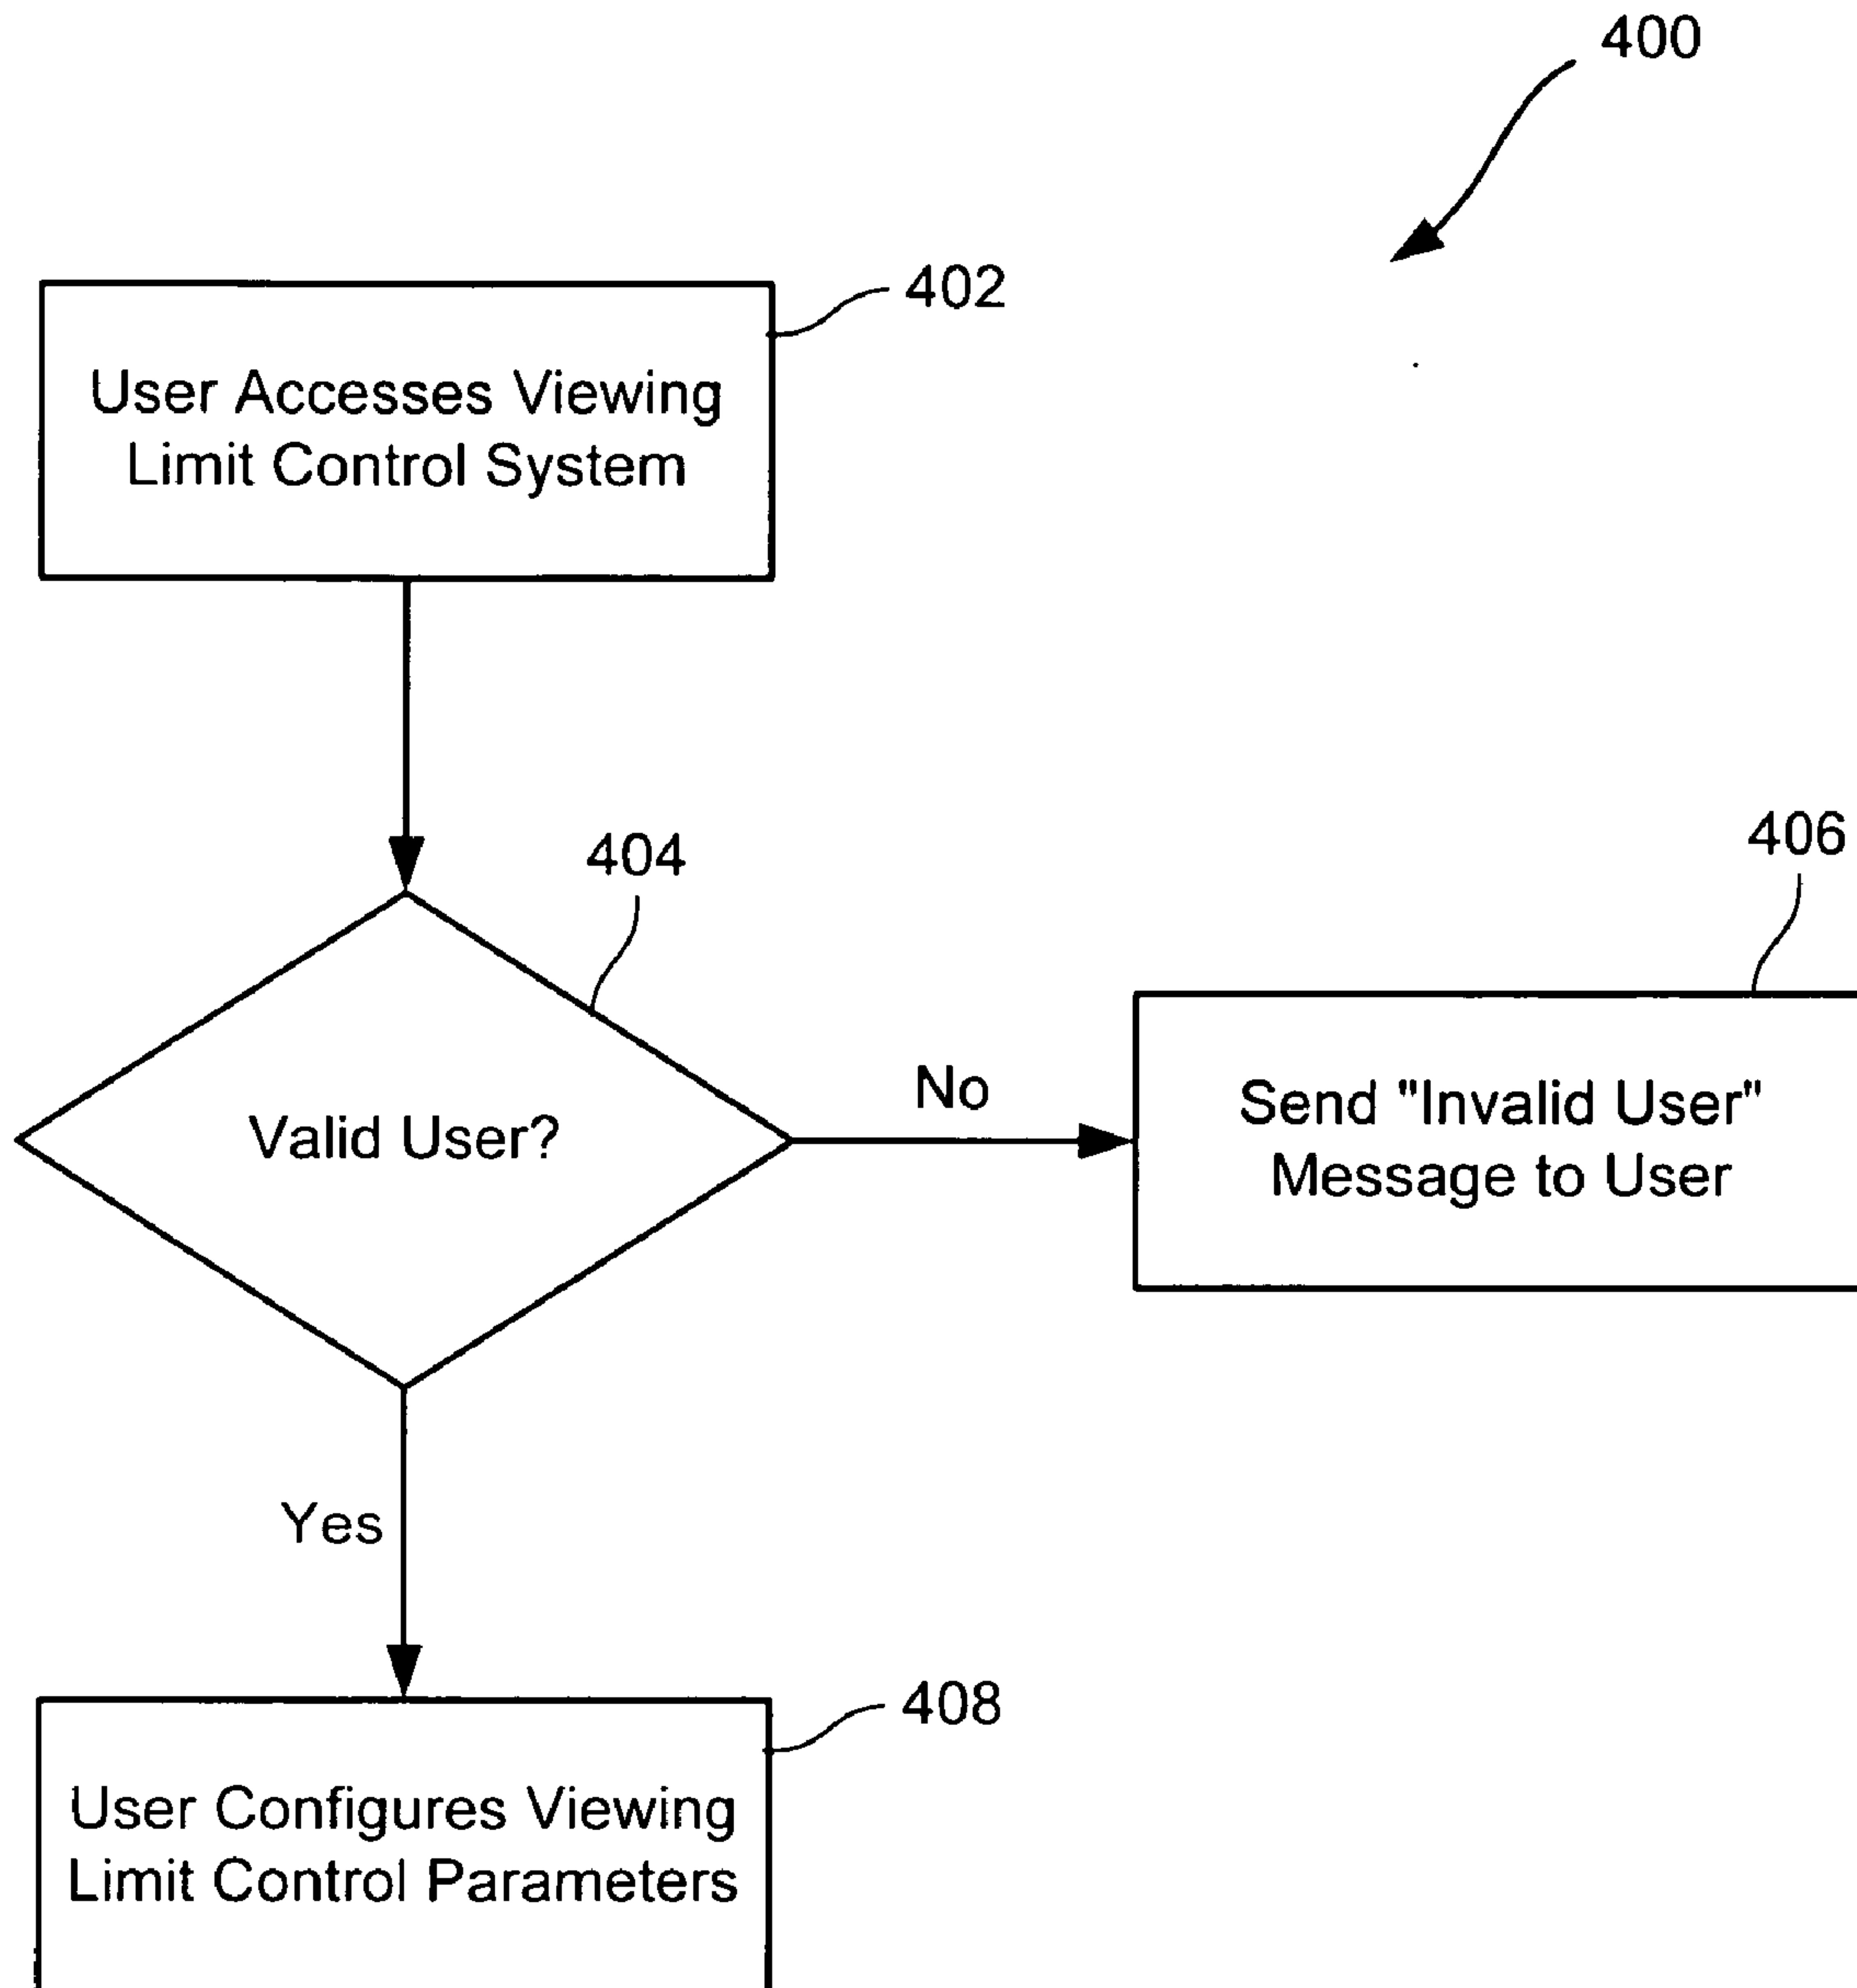 400
402
User Accesses Viewing
Limit Control System
404
406
Valid User?
No
Send "Invalid User"
Message to User
Yes
408
User Configures Viewing
Limit Control Parameters